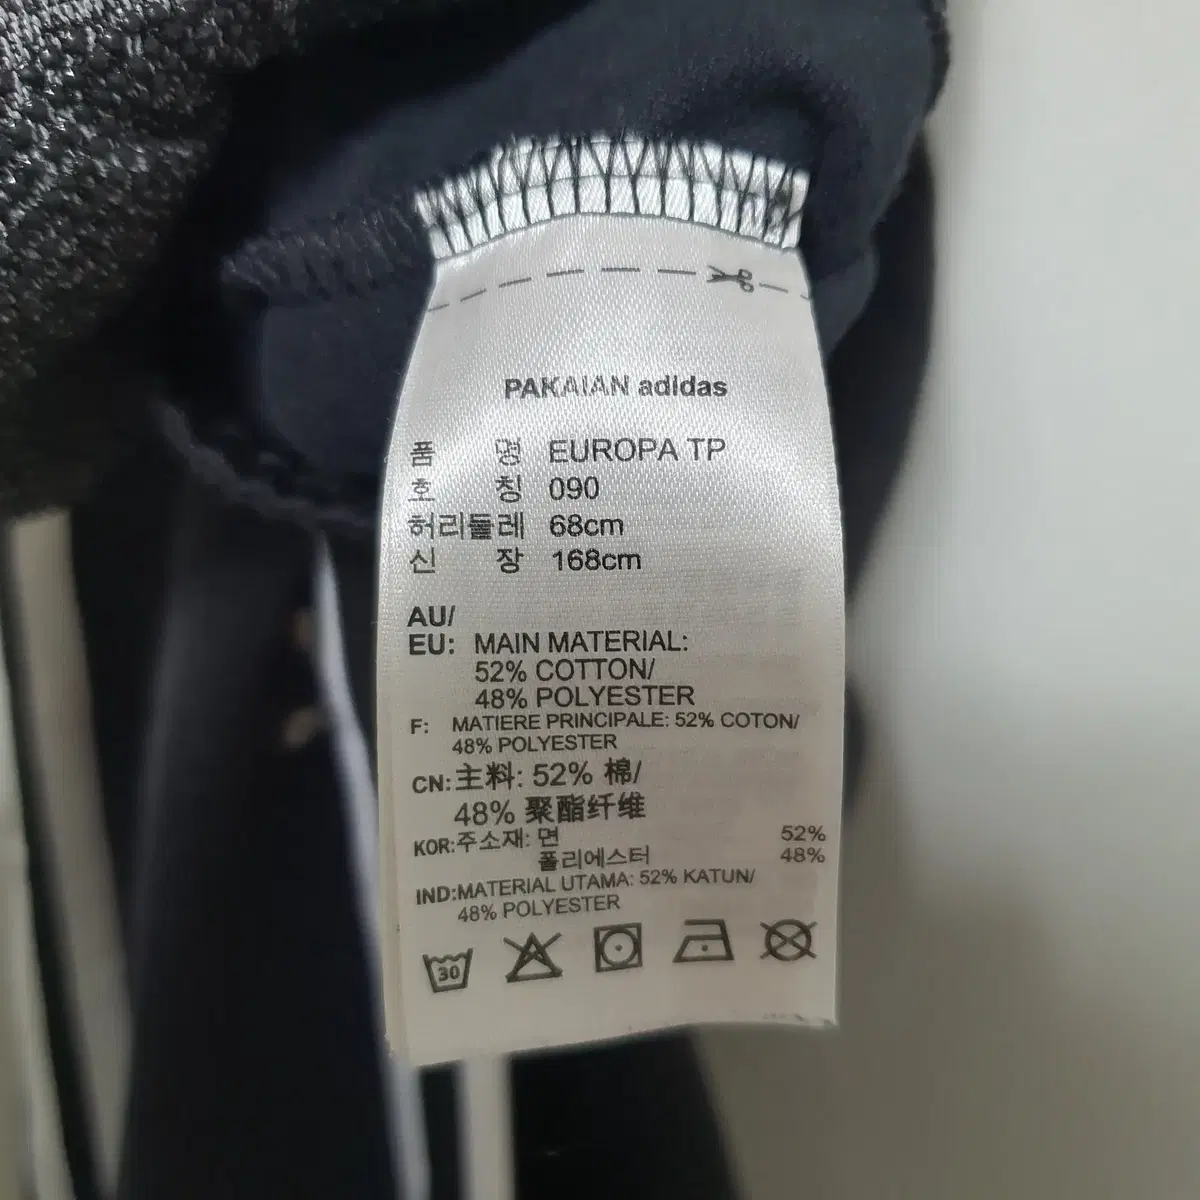 PAKAIAN adidas
품 명 EUROPA TP
호 칭 090
허리둘레 68cm
신 장 168cm
AU/
EU: MAIN MATERIAL:
52% COTTON/
48% POLYESTER
F: MATIERE PRINCIPALE: 52% COTON/
48% POLYESTER
CN: 主料: 52% 棉/
48% 聚酯纤维
KOR: 주소재: 면 52%
폴리에스터 48%
IND: MATERIAL UTAMA: 52% KATUN/
48% POLYESTER
30